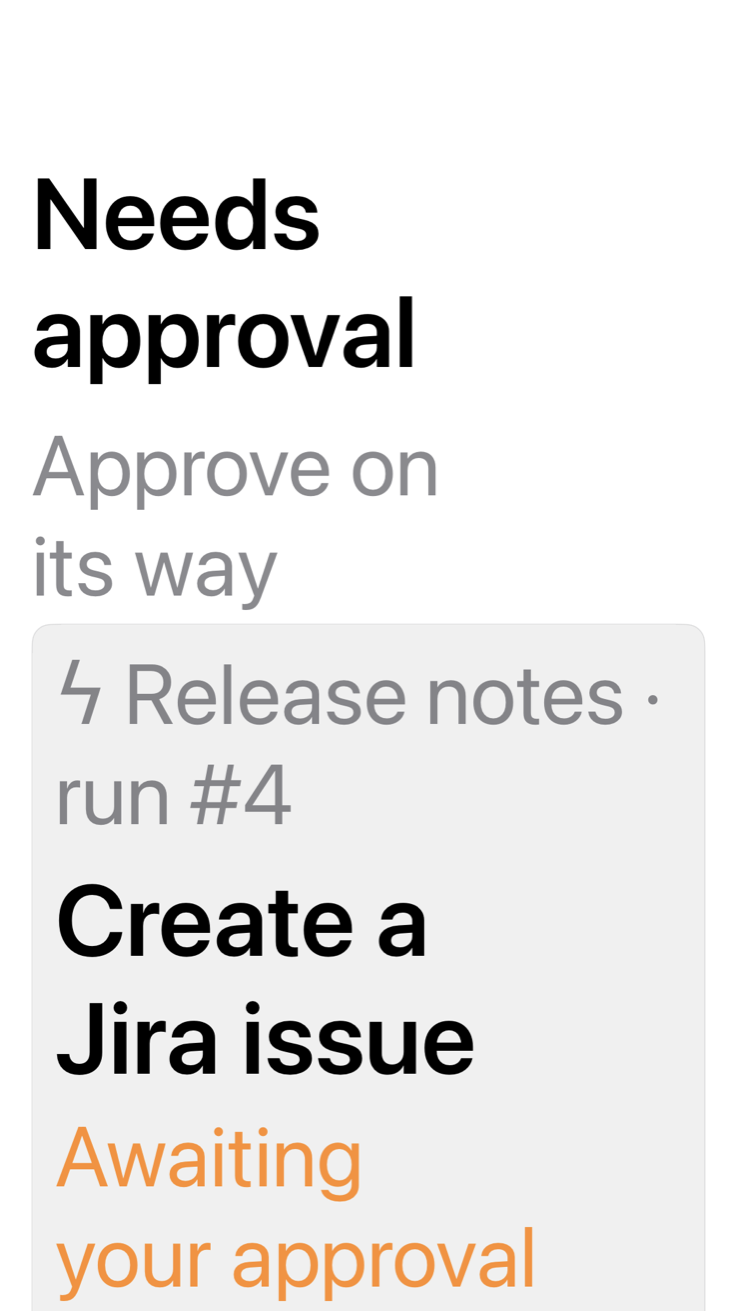 Needs
approval
Approve on
its way
ϟ Release notes ·
run #4
Create a
Jira issue
Awaiting
your approval